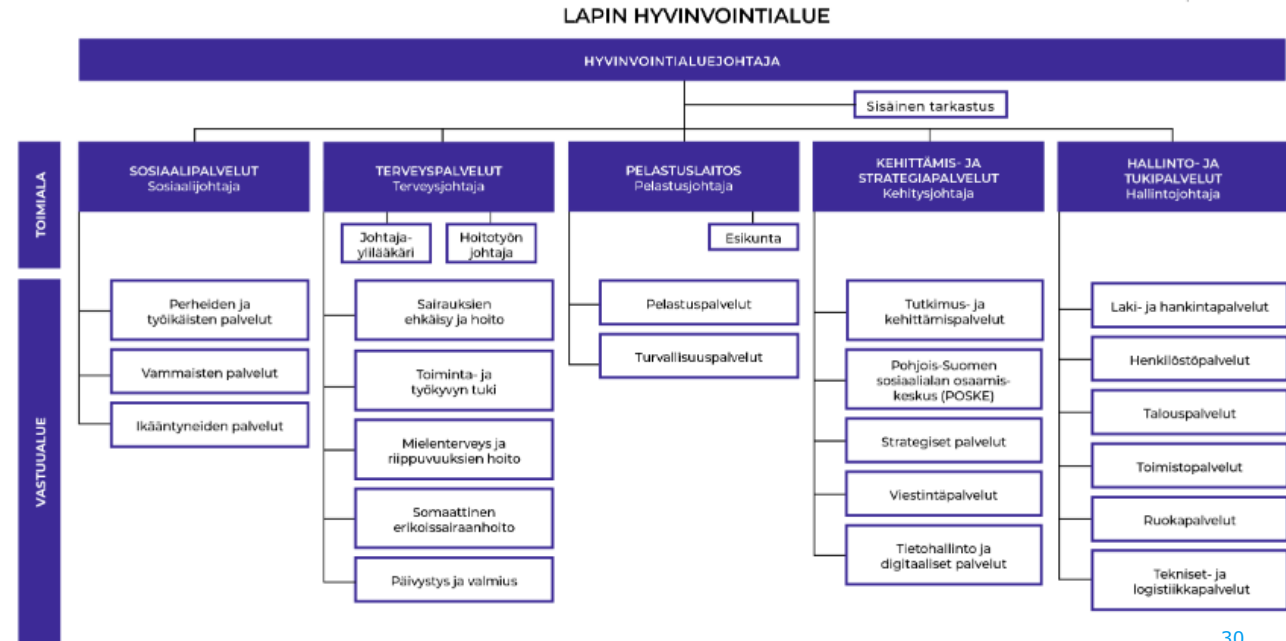 LAPIN HYVINVOINTIALUE
HYVINVOINTIALUEJOHTAJA
Sisäinen tarkastus
TOIMIALA
SOSIAALIPALVELUT
Sosiaalijohtaja
TERVEYSPALVELUT
Terveysjohtaja
PELASTUSLAITOS
Pelastusjohtaja
KEHITTÄMIS- JA
STRATEGIAPALVELUT
Kehitysjohtaja
HALLINTO- JA
TUKIPALVELUT
Hallintojohtaja
Johtaja-
ylilääkäri
Hoitotyön
johtaja
Esikunta
VASTUUALUE
Perheiden ja
työikäisten palvelut
Vammaisten palvelut
Ikääntyneiden palvelut
Sairauksien
ehkäisy ja hoito
Toiminta- ja
työkyvyn tuki
Mielenterveys ja
riippuvuuksien hoito
Somaattinen
erikoissairaanhoito
Päivystys ja valmius
Pelastuspalvelut
Turvallisuuspalvelut
Tutkimus- ja
kehittämispalvelut
Pohjois-Suomen
sosiaalialan osaamis-
keskus (POSKE)
Strategiset palvelut
Viestintäpalvelut
Tietohallinto ja
digitaaliset palvelut
Laki- ja hankintapalvelut
Henkilöstöpalvelut
Talouspalvelut
Toimistopalvelut
Ruokapalvelut
Tekniset- ja
logistiikkapalvelut
30